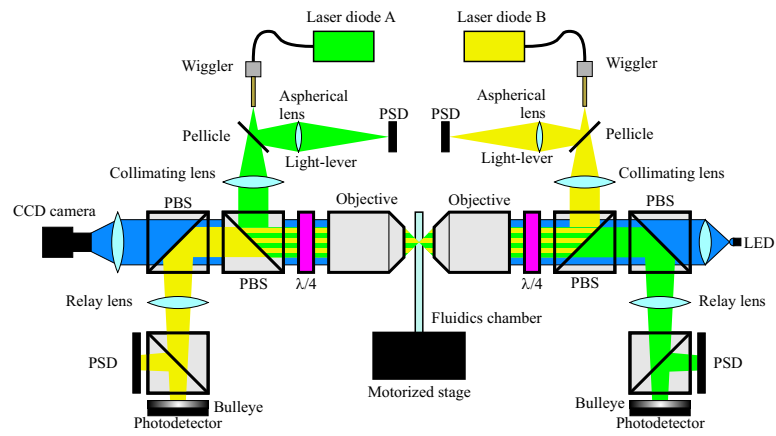 Laser diode A
Laser diode B
Wiggler
Wiggler
Aspherical
lens
PSD
PSD
Aspherical
lens
Pellicle
Pellicle
Light-lever
Light-lever
Collimating lens
Collimating lens
PBS
Objective
Objective
PBS
CCD camera
LED
PBS
λ/4
λ/4
PBS
Relay lens
Relay lens
Fluidics chamber
PSD
PSD
Motorized stage
Bulleye
Bulleye
Photodetector
Photodetector